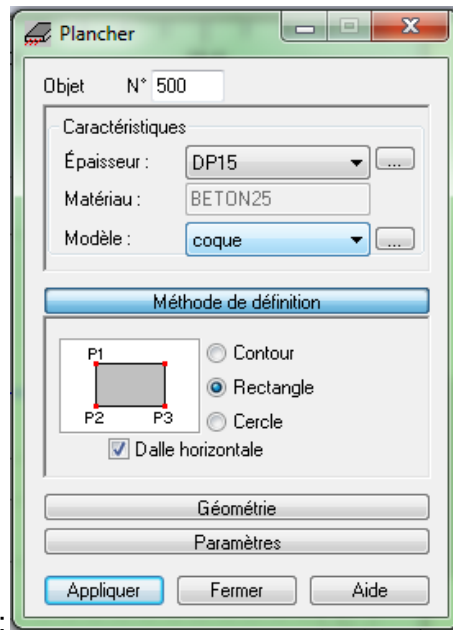 Plancher
Objet N° 500
Caractéristiques
Épaisseur : DP15 ...
Matériau : BETON25
Modèle : coque ...
Méthode de définition
P1
P2 P3
Contour
Rectangle
Cercle
Dalle horizontale
Géométrie
Paramètres
Appliquer Fermer Aide
: